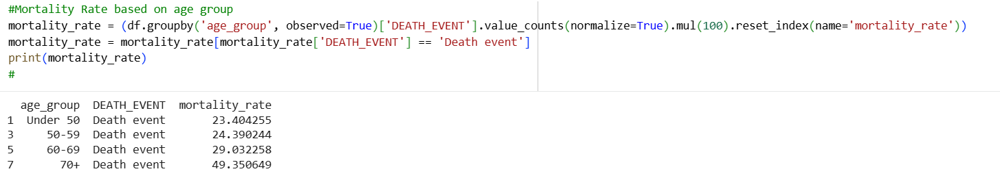 #Mortality Rate based on age group
mortality_rate = (df.groupby('age_group', observed=True)['DEATH_EVENT'].value_counts(normalize=True).mul(100).reset_index(name='mortality_rate'))
mortality_rate = mortality_rate[mortality_rate['DEATH_EVENT'] == 'Death event']
print(mortality_rate)
#
age_group DEATH_EVENT mortality_rate
1 Under 50 Death event 23.404255
3 50-59 Death event 24.390244
5 60-69 Death event 29.032258
7 70+ Death event 49.350649